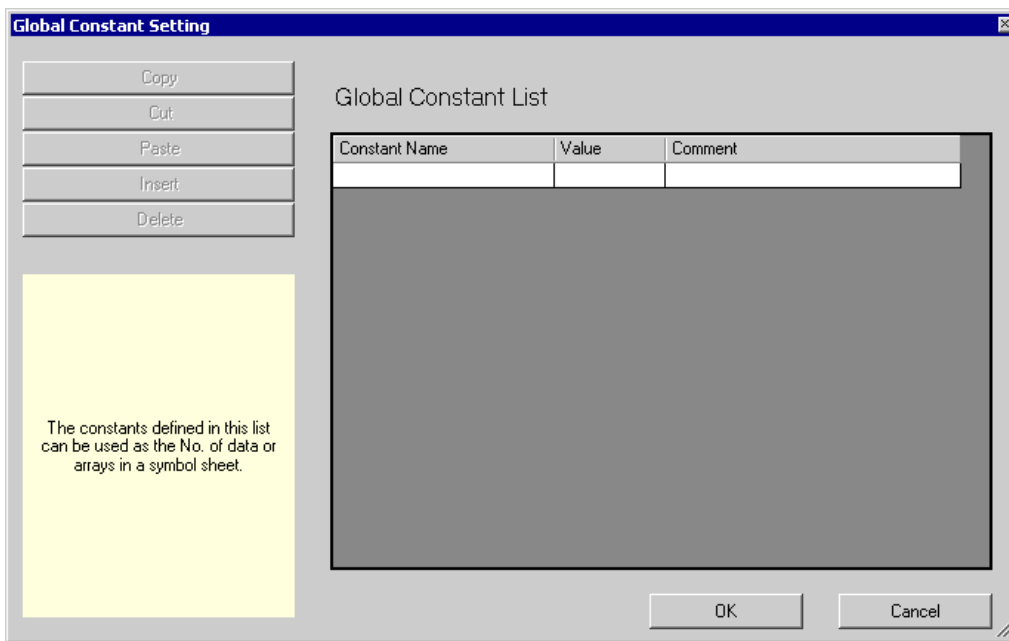 Global Constant Setting
Copy
Cut
Paste
Insert
Delete
The constants defined in this list
can be used as the No. of data or
arrays in a symbol sheet.
Global Constant List
Constant Name Value Comment
OK Cancel